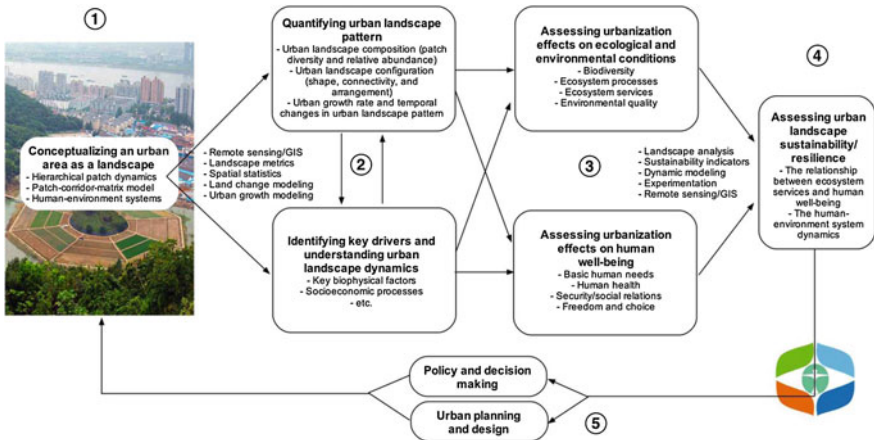 ①
Conceptualizing an urban
area as a landscape
- Hierarchical patch dynamics
- Patch-corridor-matrix model
- Human-environment systems
Quantifying urban landscape
pattern
- Urban landscape composition (patch
diversity and relative abundance)
- Urban landscape configuration
(shape, connectivity, and
arrangement)
- Urban growth rate and temporal
changes in urban landscape pattern
- Remote sensing/GIS
- Landscape metrics
- Spatial statistics
- Land change modeling
- Urban growth modeling
②
Identifying key drivers and
understanding urban
landscape dynamics
- Key biophysical factors
- Socioeconomic processes
- etc.
Assessing urbanization
effects on ecological and
environmental conditions
- Biodiversity
- Ecosystem processes
- Ecosystem services
- Environmental quality
③
- Landscape analysis
- Sustainability indicators
- Dynamic modeling
- Experimentation
- Remote sensing/GIS
Assessing urbanization
effects on human
well-being
- Basic human needs
- Human health
- Security/social relations
- Freedom and choice
④
Assessing urban
landscape
sustainability/
resilience
- The relationship
between ecosystem
services and human
well-being
- The human-
environment system
dynamics
Policy and decision
making
Urban planning
and design
⑤